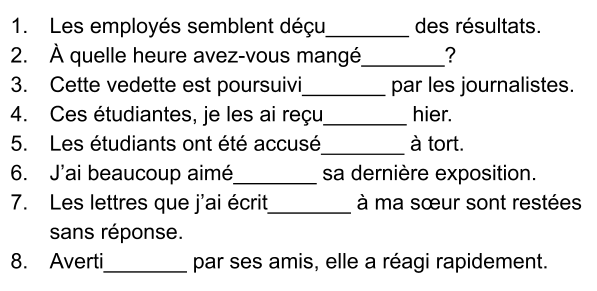 1. Les employés semblent déçu_______ des résultats.
2. À quelle heure avez-vous mangé_______?
3. Cette vedette est poursuivi_______ par les journalistes.
4. Ces étudiantes, je les ai reçu_______ hier.
5. Les étudiants ont été accusé_______ à tort.
6. J’ai beaucoup aimé_______ sa dernière exposition.
7. Les lettres que j’ai écrit_______ à ma sœur sont restées
sans réponse.
8. Averti_______ par ses amis, elle a réagi rapidement.